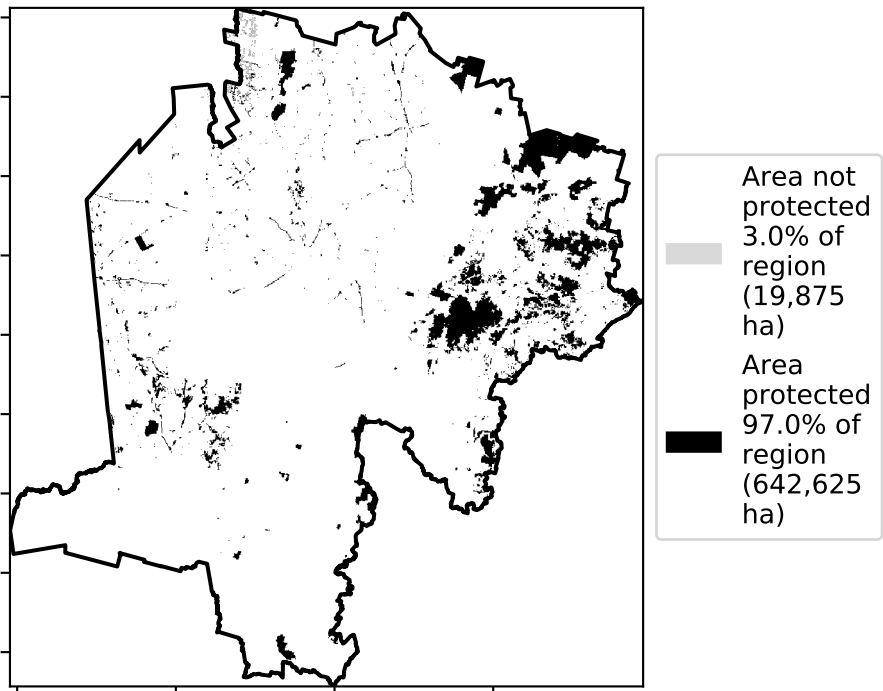 Area not
protected
3.0% of
region
(19,875
ha)
Area
protected
97.0% of
region
(642,625
ha)